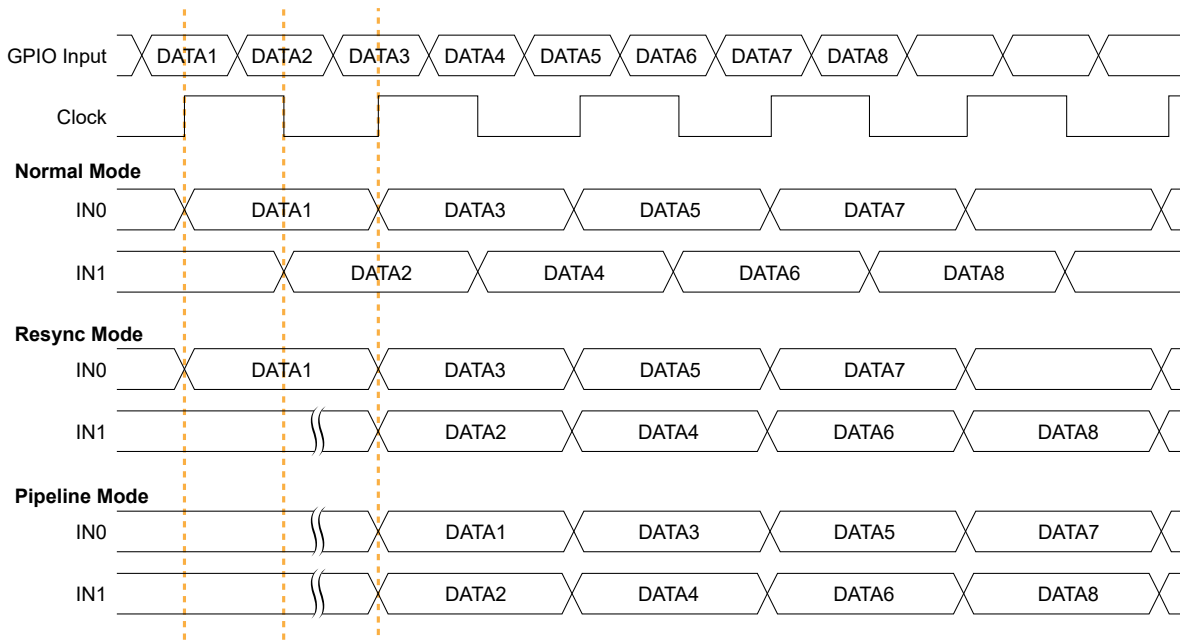 GPIO Input DATA1 DATA2 DATA3 DATA4 DATA5 DATA6 DATA7 DATA8
Clock
Normal Mode
IN0 DATA1 DATA3 DATA5 DATA7
IN1 DATA2 DATA4 DATA6 DATA8
Resync Mode
IN0 DATA1 DATA3 DATA5 DATA7
IN1 DATA2 DATA4 DATA6 DATA8
Pipeline Mode
IN0 DATA1 DATA3 DATA5 DATA7
IN1 DATA2 DATA4 DATA6 DATA8